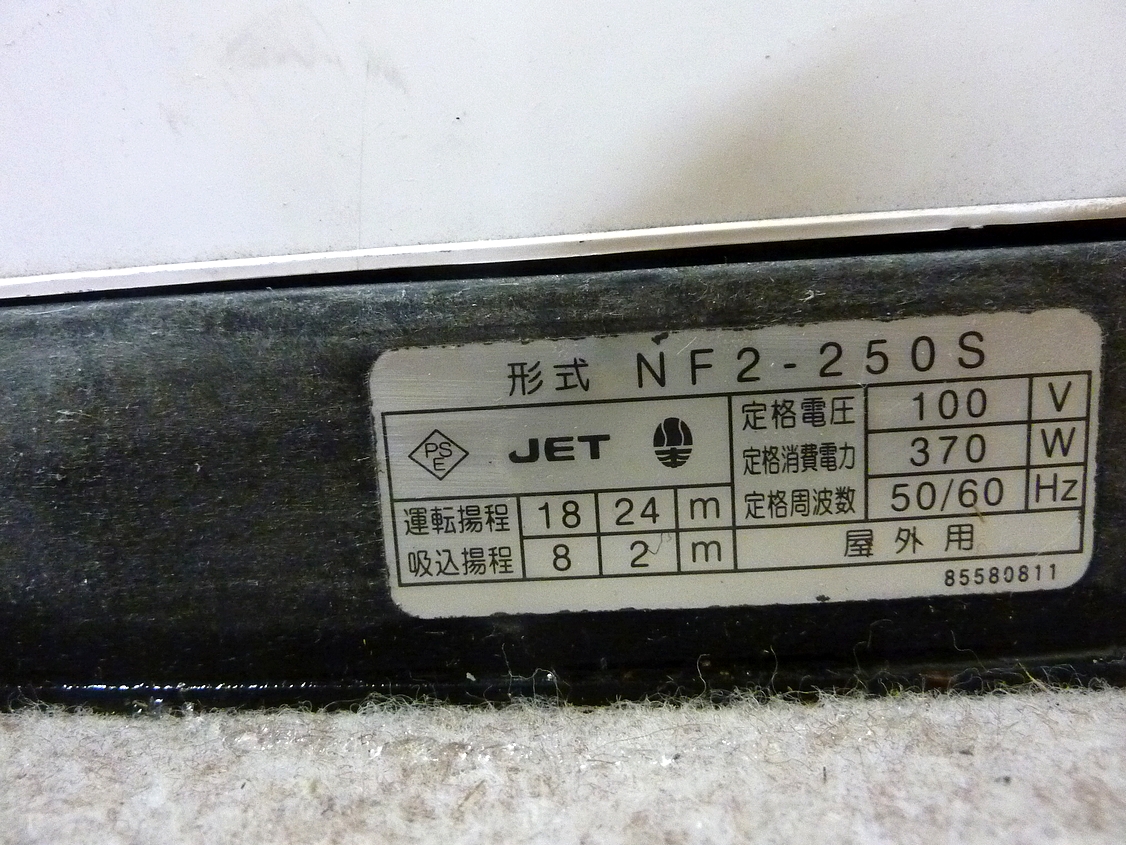 形式 NF2-250S
PS E JET
定格電圧 100 V
定格消費電力 370 W
定格周波数 50/60 Hz
運転揚程 18 24 m
吸込揚程 8 2 m
屋外用
85580811